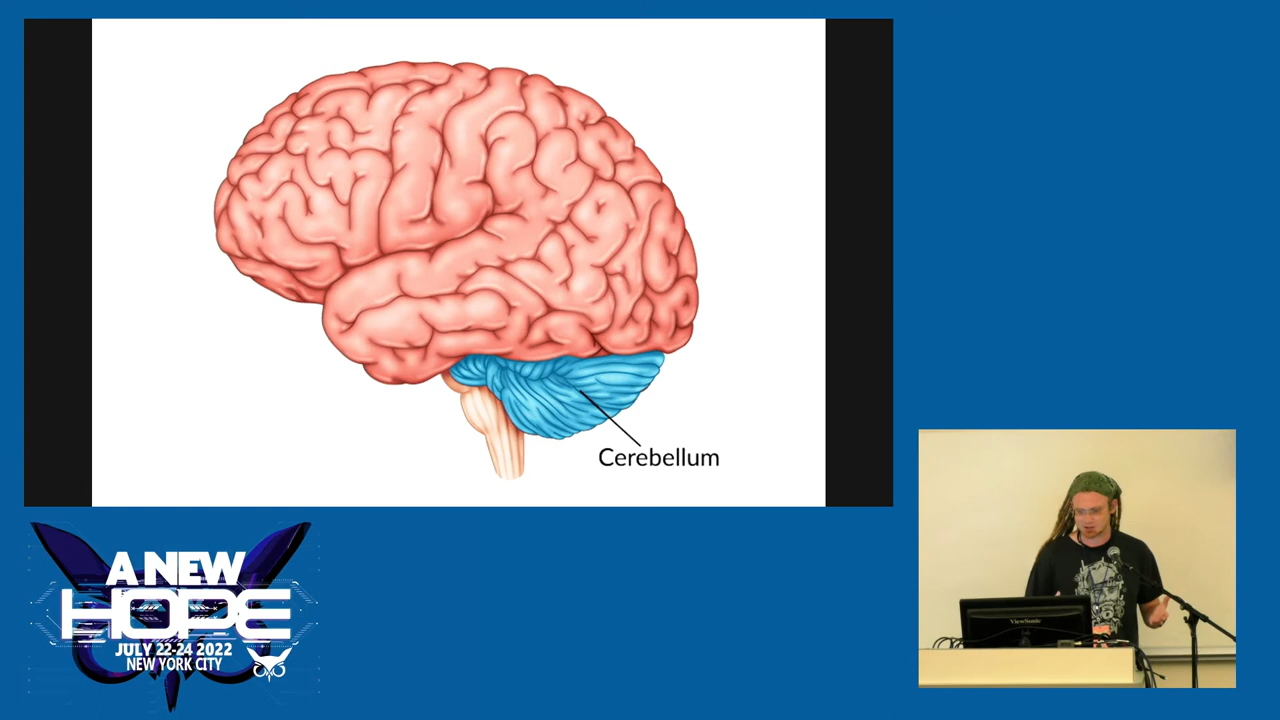 Cerebellum
A NEW
HOPE
JULY 22-24 2022
NEW YORK CITY
ViewSonic